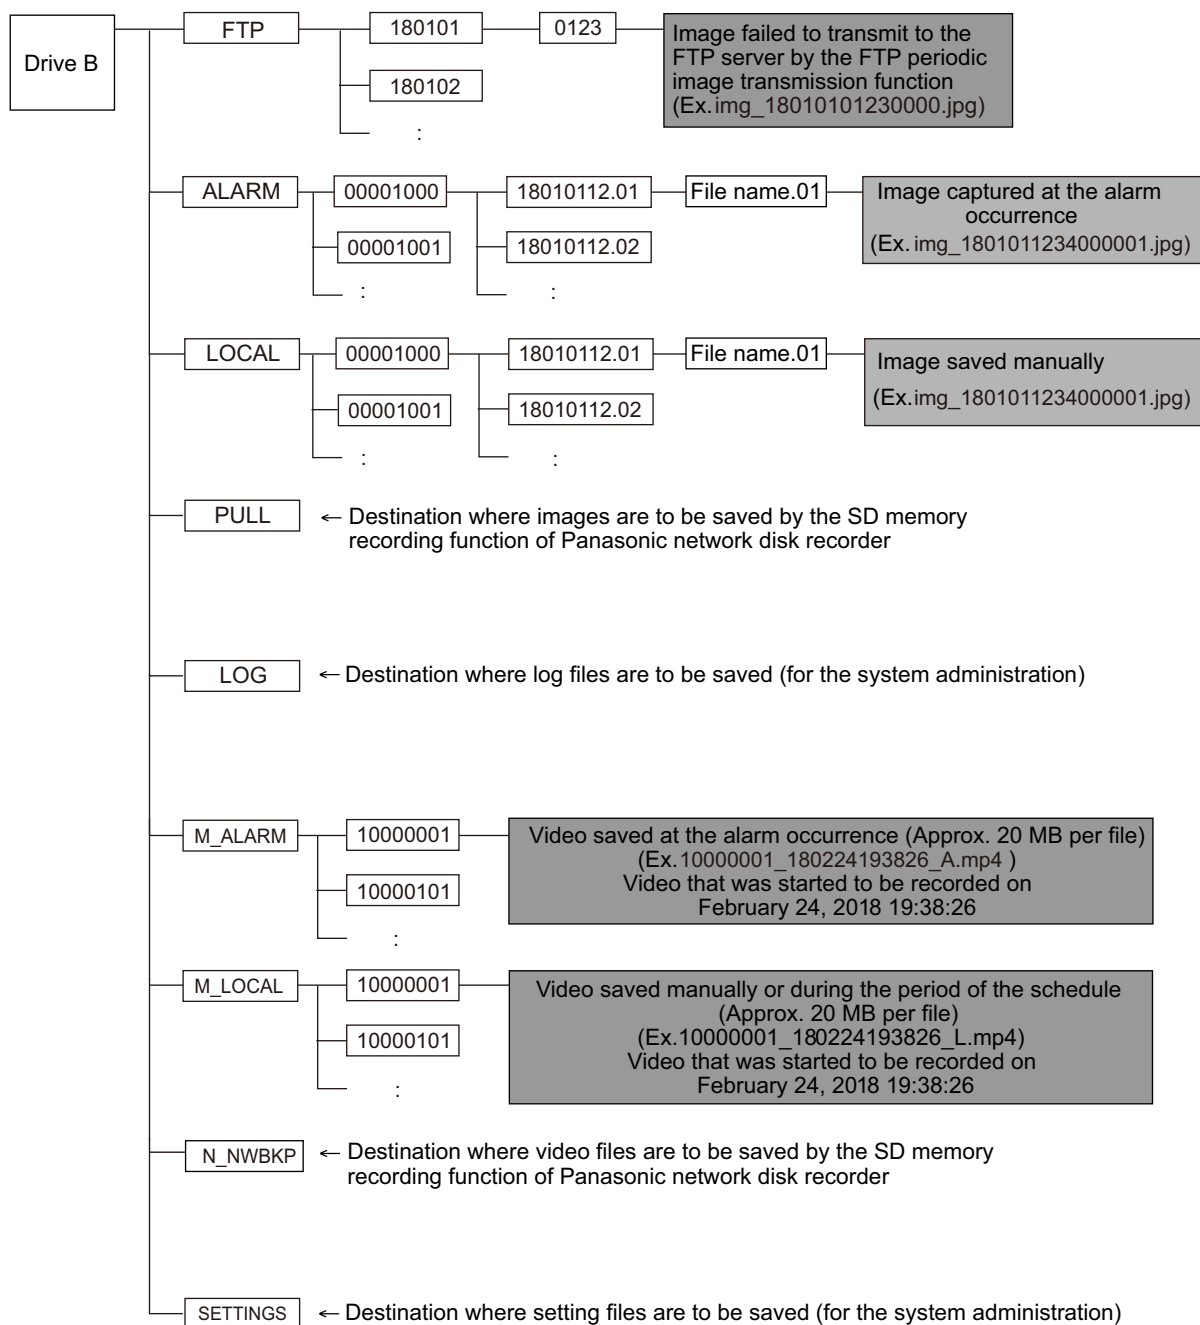 Drive B
FTP
180101
0123
Image failed to transmit to the
FTP server by the FTP periodic
image transmission function
(Ex.img_18010101230000.jpg)
180102
:
ALARM
00001000
18010112.01
File name.01
Image captured at the alarm
occurrence
(Ex.img_1801011234000001.jpg)
00001001
18010112.02
:
:
LOCAL
00001000
18010112.01
File name.01
Image saved manually
(Ex.img_1801011234000001.jpg)
00001001
18010112.02
:
:
PULL
← Destination where images are to be saved by the SD memory
recording function of Panasonic network disk recorder
LOG
← Destination where log files are to be saved (for the system administration)
M_ALARM
10000001
Video saved at the alarm occurrence (Approx. 20 MB per file)
(Ex.10000001_180224193826_A.mp4 )
Video that was started to be recorded on
February 24, 2018 19:38:26
10000101
:
M_LOCAL
10000001
Video saved manually or during the period of the schedule
(Approx. 20 MB per file)
(Ex.10000001_180224193826_L.mp4)
Video that was started to be recorded on
February 24, 2018 19:38:26
10000101
:
N_NWBKP
← Destination where video files are to be saved by the SD memory
recording function of Panasonic network disk recorder
SETTINGS
← Destination where setting files are to be saved (for the system administration)